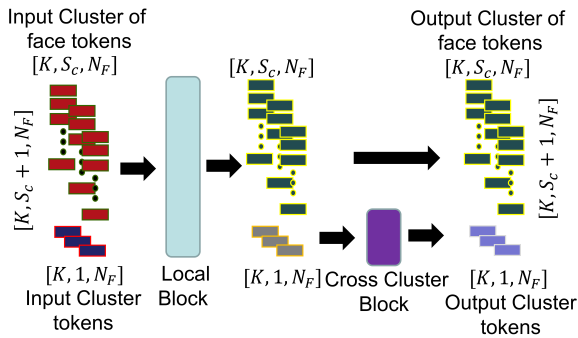 Input Cluster of
face tokens
[K, S_c, N_F]
[K, S_c + 1, N_F]
[K, 1, N_F]
Input Cluster
tokens
Local
Block
[K, S_c, N_F]
[K, 1, N_F]
Cross Cluster
Block
Output Cluster of
face tokens
[K, S_c, N_F]
[K, S_c + 1, N_F]
[K, 1, N_F]
Output Cluster
tokens